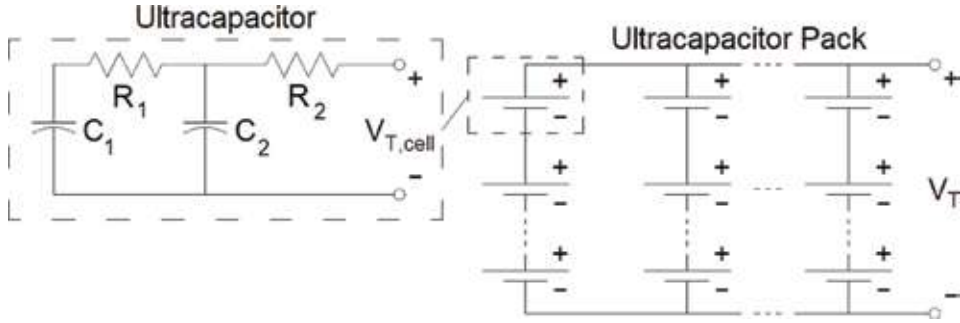 Ultracapacitor
R1
R2
+
C1
C2
-
Ultracapacitor Pack
VT,cell
+
-
+
-
+
-
+
-
+
-
+
-
+
-
+
-
+
-
+
VT
-